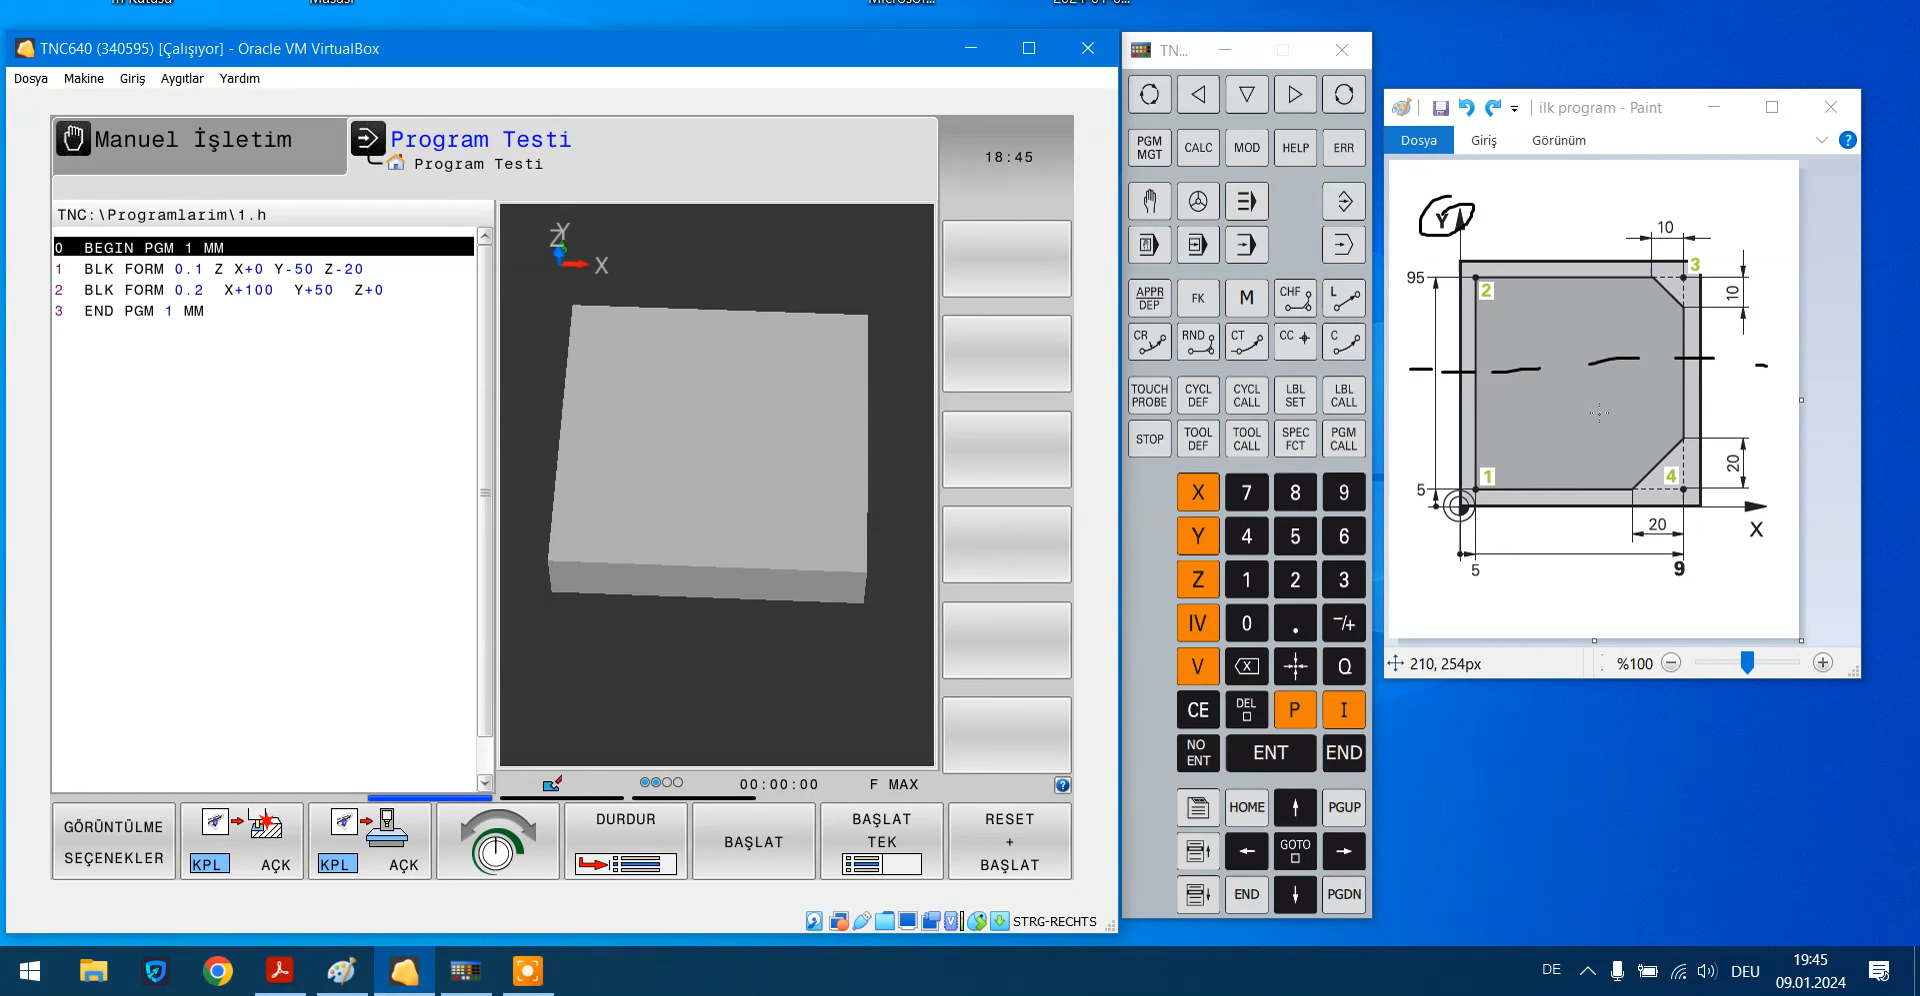 Masası
TNC640 (340595) [Çalışıyor] - Oracle VM VirtualBox
Dosya Makine Giriş Aygıtlar Yardım
Manuel İşletim
Program Testi
Program Testi
18:45
TNC:\Programlarim\1.h
0 BEGIN PGM 1 MM
1 BLK FORM 0.1 Z X+0 Y-50 Z-20
2 BLK FORM 0.2 X+100 Y+50 Z+0
3 END PGM 1 MM
Z Y
X
00:00:00 F MAX
GÖRÜNTÜLME
SEÇENEKLER
KPL AÇK
KPL AÇK
DURDUR
BAŞLAT
BAŞLAT
TEK
RESET
+
BAŞLAT
STRG-RECHTS
TN...
PGM
MGT
CALC
MOD
HELP
ERR
APPR
DEP
FK
M
CHF
L
CR
RND
CT
CC
C
TOUCH
PROBE
CYCL
DEF
CYCL
CALL
LBL
SET
LBL
CALL
STOP
TOOL
DEF
TOOL
CALL
SPEC
FCT
PGM
CALL
X 7 8 9
Y 4 5 6
Z 1 2 3
IV 0 . -/+
V X Q
CE
DEL
P I
NO
ENT
ENT
END
HOME
PGUP
GOTO
END
PGDN
ilk program - Paint
Dosya Giriş Görünüm
Y
10
95
3
2
10
1
4
20
5
20
X
5
9
210, 254px
%100
DE
DEU
19:45
09.01.2024